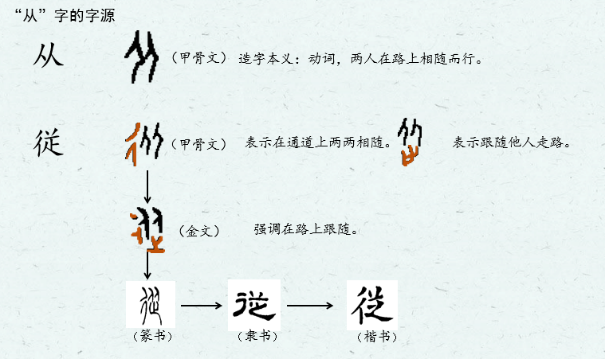 “从”字的字源
从 （甲骨文） 造字本义：动词，两人在路上相随而行。
従 （甲骨文） 表示在通道上两两相随。 表示跟随他人走路。
（金文） 强调在路上跟随。
（篆书） （隶书） （楷书）